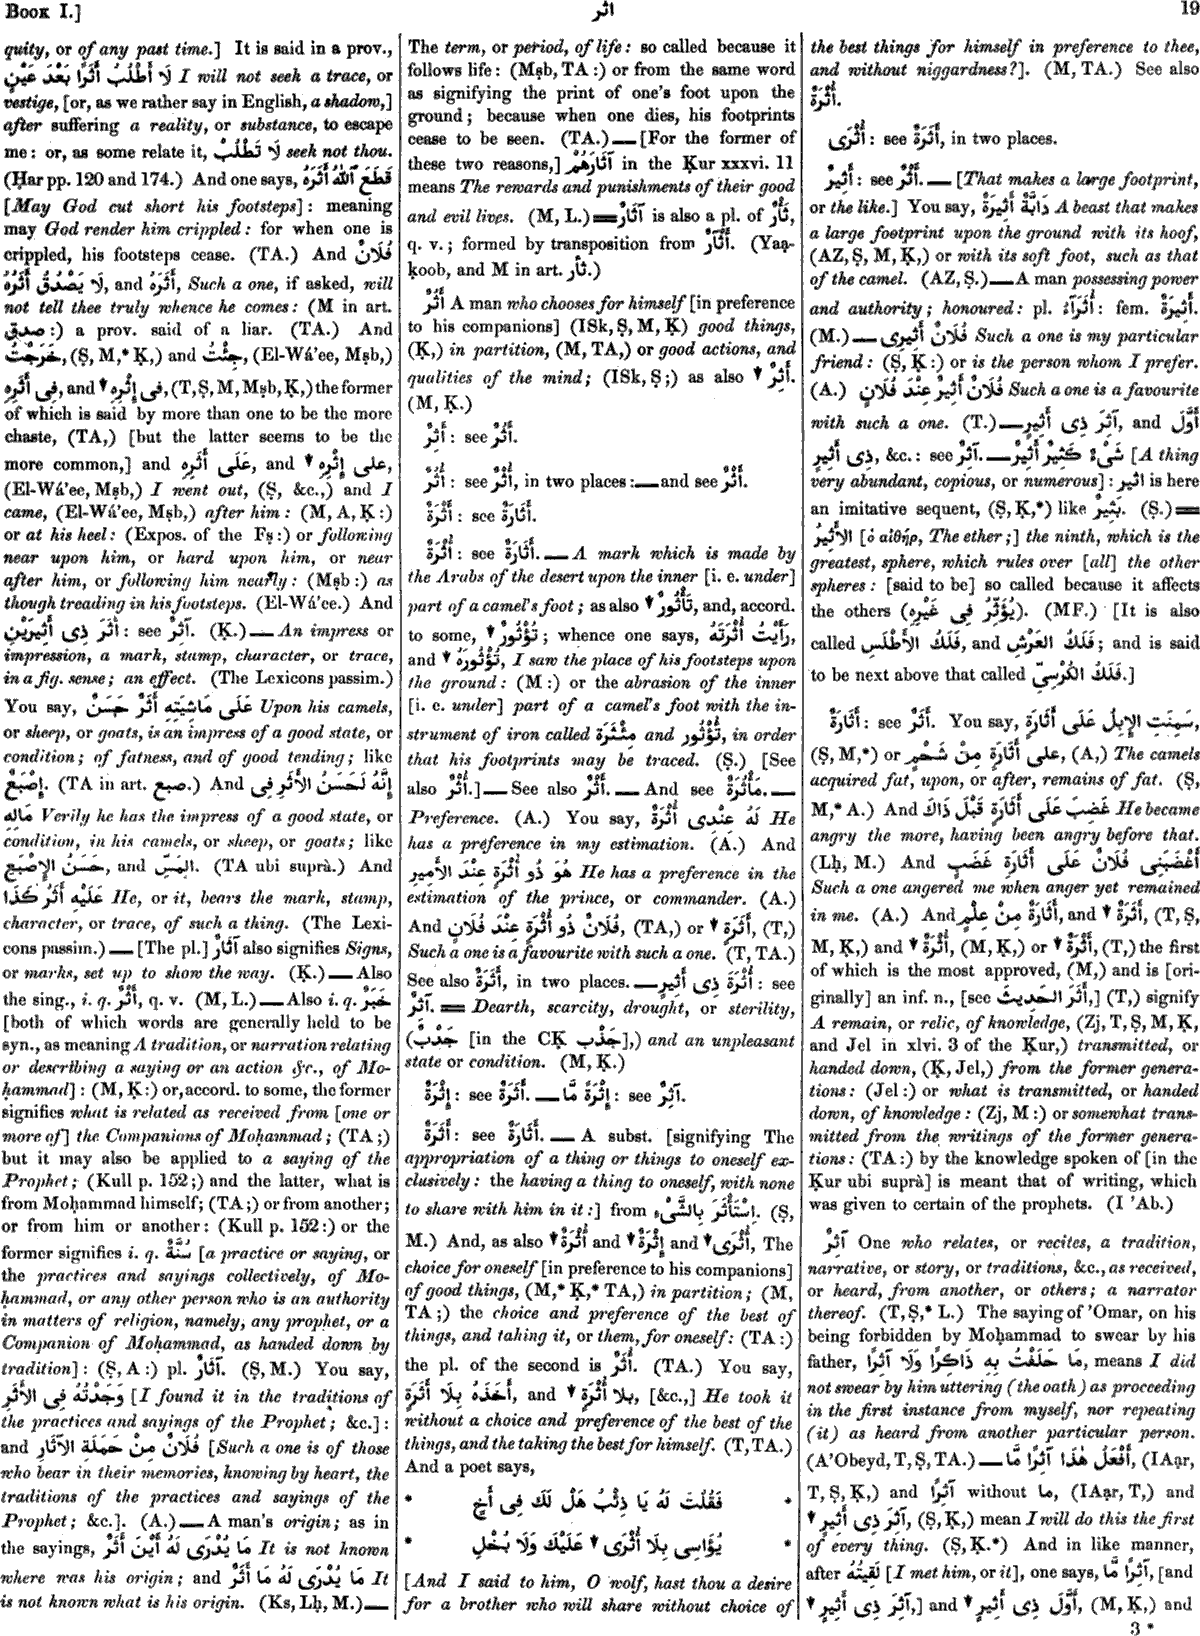 Book I.]
اثر
19
quity, or of any past time.] It is said in a prov.,
لَا أَطْلُبُ أَثَرًا بَعْدَ عَيْنٍ I will not seek a trace, or
vestige, [or, as we rather say in English, a shadow,]
after suffering a reality, or substance, to escape
me: or, as some relate it, لَا تَطْلُبْ seek not thou.
(Ḥar pp. 120 and 174.) And one says, قَطَعَ ٱللّٰهُ أَثَرَهُ
[May God cut short his footsteps]: meaning
may God render him crippled: for when one is
crippled, his footsteps cease. (TA.) And فُلَانٌ
لَا يَصْدُقُ أَثَرُهُ, and أَثَرَهُ, Such a one, if asked, will
not tell thee truly whence he comes: (M in art.
صدق:) a prov. said of a liar. (TA.) And
خَرَجْتُ, (Ṣ, M,* Ḳ,) and جِئْتُ, (El-Wá'ee, Mṣb,)
فِى أَثَرِهِ, and ▼ فى إِثْرِهِ, (T, Ṣ, M, Mṣb, Ḳ,) the former
of which is said by more than one to be the more
chaste, (TA,) [but the latter seems to be the
more common,] and عَلَى أَثَرِهِ, and ▼ على إِثْرِهِ,
(El-Wá'ee, Mṣb,) I went out, (Ṣ, &c.,) and I
came, (El-Wá'ee, Mṣb,) after him: (M, A, Ḳ:)
or at his heel: (Expos. of the Fṣ:) or following
near upon him, or hard upon him, or near
after him, or following him nearly: (Mṣb:) as
though treading in his footsteps. (El-Wá'ee.) And
أَثَرَ ذِى أَثِيرَيْنِ: see آثِرٌ. (Ḳ.)—An impress or
impression, a mark, stamp, character, or trace,
in a fig. sense; an effect. (The Lexicons passim.)
You say, عَلَى مَاشِيَتِهِ أَثَرٌ حَسَنٌ Upon his camels,
or sheep, or goats, is an impress of a good state, or
condition; of fatness, and of good tending; like
إِصْبَعٌ. (TA in art. صبع.) And إِنَّهُ لَحَسَنُ الأَثَرِ فِى
مَالِهِ Verily he has the impress of a good state, or
condition, in his camels, or sheep, or goats; like
حَسَنُ الإِصْبَعِ, and المَسِّ. (TA ubi suprà.) And
عَلَيْهِ أَثَرُ كَذَا He, or it, bears the mark, stamp,
character, or trace, of such a thing. (The Lexi-
cons passim.)—[The pl.] آثَارٌ also signifies Signs,
or marks, set up to show the way. (Ḳ.)—Also
the sing., i. q. أُثْرٌ, q. v. (M, L.)—Also i. q. خَبَرٌ
[both of which words are generally held to be
syn., as meaning A tradition, or narration relating
or describing a saying or an action &c., of Mo-
ḥammad]: (M, Ḳ:) or, accord. to some, the former
signifies what is related as received from [one or
more of] the Companions of Moḥammad; (TA;)
but it may also be applied to a saying of the
Prophet; (Kull p. 152;) and the latter, what is
from Moḥammad himself; (TA;) or from another;
or from him or another: (Kull p. 152:) or the
former signifies i. q. سُنَّةٌ [a practice or saying, or
the practices and sayings collectively, of Mo-
ḥammad, or any other person who is an authority
in matters of religion, namely, any prophet, or a
Companion of Moḥammad, as handed down by
tradition]: (Ṣ, A:) pl. آثَارٌ. (Ṣ, M.) You say,
وَجَدْتُهُ فِى الأَثَرِ [I found it in the traditions of
the practices and sayings of the Prophet; &c.]:
and فُلَانٌ مِنْ حَمَلَةِ الآثَارِ [Such a one is of those
who bear in their memories, knowing by heart, the
traditions of the practices and sayings of the
Prophet; &c.]. (A.)—A man's origin; as in
the sayings, مَا يُدْرَى لَهُ أَيْنَ أَثَرٌ It is not known
where was his origin; and مَا يُدْرَى لَهُ مَا أَثَرٌ It
is not known what is his origin. (Ks, Lḥ, M.)—
The term, or period, of life: so called because it
follows life: (Mṣb, TA:) or from the same word
as signifying the print of one's foot upon the
ground; because when one dies, his footprints
cease to be seen. (TA.)—[For the former of
these two reasons,] آثَارَهُمْ in the Ḳur xxxvi. 11
means The rewards and punishments of their good
and evil lives. (M, L.)=آثَارٌ is also a pl. of ثَأْرٌ,
q. v.; formed by transposition from أَثْآرٌ. (Yaạ-
ḳoob, and M in art. ثأر.)
أَثُرٌ A man who chooses for himself [in preference
to his companions] (ISk, Ṣ, M, Ḳ) good things,
(Ḳ,) in partition, (M, TA,) or good actions, and
qualities of the mind; (ISk, Ṣ;) as also ▼ أَثِرٌ.
(M, Ḳ.)
أَثِرٌ: see أَثُرٌ.
أُثُرٌ: see أُثْرٌ, in two places:—and see أَثْرٌ.
أَثْرَةٌ: see أَثَارَةٌ.
أُثْرَةٌ: see أَثَارَةٌ.—A mark which is made by
the Arabs of the desert upon the inner [i. e. under]
part of a camel's foot; as also ▼ تَأْثُورٌ, and, accord.
to some, ▼ تُؤْثُورٌ; whence one says, رَأَيْتُ أُثْرَتَهُ,
and ▼ تُؤْثُورَهُ, I saw the place of his footsteps upon
the ground: (M:) or the abrasion of the inner
[i. e. under] part of a camel's foot with the in-
strument of iron called مِئْثَرَة and تُؤْثُور, in order
that his footprints may be traced. (Ṣ.) [See
also أُثْرٌ.]—See also أَثَرٌ.—And see مَأْثُرَةٌ.—
Preference. (A.) You say, لَهُ عِنْدِى أُثْرَةٌ He
has a preference in my estimation. (A.) And
هُوَ ذُو أُثْرَةٍ عِنْدَ الأَمِيرِ He has a preference in the
estimation of the prince, or commander. (A.)
And فُلَانٌ ذُو أُثْرَةٍ عِنْدَ فُلَانٍ, (TA,) or ▼ أَثَرَةٍ, (T,)
Such a one is a favourite with such a one. (T, TA.)
See also أَثَرَةٌ, in two places.—أُثْرَةَ ذِى أَثِيرٍ: see
آثِرٌ.=Dearth, scarcity, drought, or sterility,
(جَدْبٌ [in the CḲ جَذْب],) and an unpleasant
state or condition. (M, Ḳ.)
إِثْرَةٌ: see أَثَرَةٌ.—إِثْرَةً مَّا: see آثِرٌ.
أَثَرَةٌ: see أَثَارَةٌ.—A subst. [signifying The
appropriation of a thing or things to oneself ex-
clusively: the having a thing to oneself, with none
to share with him in it:] from اِسْتَأْثَرَ بِالشَّىْءِ. (Ṣ,
M.) And, as also ▼ أُثْرَةٌ and ▼ إِثْرَةٌ and ▼ أُثْرَى, The
choice for oneself [in preference to his companions]
of good things, (M,* Ḳ,* TA,) in partition; (M,
TA;) the choice and preference of the best of
things, and taking it, or them, for oneself: (TA:)
the pl. of the second is أُثَرٌ. (TA.) You say,
أَخَذَهُ بِلَا أَثَرَةٍ, and ▼ بِلَا أُثْرَةٍ, [&c.,] He took it
without a choice and preference of the best of the
things, and the taking the best for himself. (T, TA.)
And a poet says,
* فَقُلْتُ لَهُ يَا ذِئْبُ هَلْ لَكَ فِى أَخٍ *
* يُؤَاسِى بِلَا أُثْرَى ▼ عَلَيْكَ وَلَا بُخْلِ *
[And I said to him, O wolf, hast thou a desire
for a brother who will share without choice of
the best things for himself in preference to thee,
and without niggardness?]. (M, TA.) See also
أُثْرَةٌ.
أُثْرَى: see أَثَرَةٌ, in two places.
أَثِيرٌ: see أَثُرٌ.—[That makes a large footprint,
or the like.] You say, دَابَّةٌ أَثِيرَةٌ A beast that makes
a large footprint upon the ground with its hoof,
(AZ, Ṣ, M, Ḳ,) or with its soft foot, such as that
of the camel. (AZ, Ṣ.)—A man possessing power
and authority; honoured: pl. أُثَرَآءُ: fem. أَثِيرَةٌ.
(M.)—فُلَانٌ أَثِيرِى Such a one is my particular
friend: (Ṣ, Ḳ:) or is the person whom I prefer.
(A.) فُلَانٌ أَثِيرٌ عِنْدَ فُلَانٍ Such a one is a favourite
with such a one. (T.)—آثِرَ ذِى أَثِيرٍ, and أَوَّلَ
ذِى أَثِيرٍ, &c.: see آثِرٌ.—شَىْءٌ كَثِيرٌ أَثِيرٌ [A thing
very abundant, copious, or numerous]: اثير is here
an imitative sequent, (Ṣ, Ḳ,*) like بَثِيرٌ. (Ṣ.)=
الأَثِيرُ [ὁ αἰθήρ, The ether;] the ninth, which is the
greatest, sphere, which rules over [all] the other
spheres: [said to be] so called because it affects
the others (يُؤَثِّرُ فِى غَيْرِهِ). (MF.) [It is also
called فَلَكُ الأَطْلَسِ, and فَلَكُ العَرْشِ; and is said
to be next above that called فَلَكُ الكُرْسِىِّ.]
أَثَارَةٌ: see أَثَرٌ. You say, سَمِنَتِ الإِبِلُ عَلَى أَثَارَةٍ,
(Ṣ, M,*) or على أَثَارَةٍ مِنْ شَحْمٍ, (A,) The camels
acquired fat, upon, or after, remains of fat. (Ṣ,
M,* A.) And غَضِبَ عَلَى أَثَارَةٍ قَبْلَ ذَاكَ He became
angry the more, having been angry before that.
(Lḥ, M.) And أَغْضَبَنِى فُلَانٌ عَلَى أَثَارَةِ غَضَبٍ
Such a one angered me when anger yet remained
in me. (A.) And أَثَارَةٌ مِنْ عِلْمٍ, and ▼ أَثَرَةٌ, (T, Ṣ,
M, Ḳ,) and ▼ أُثْرَةٌ, (M, Ḳ,) or ▼ أَثْرَةٌ, (T,) the first
of which is the most approved, (M,) and is [ori-
ginally] an inf. n., [see أَثَرَ الحَدِيثَ,] (T,) signify
A remain, or relic, of knowledge, (Zj, T, Ṣ, M, Ḳ,
and Jel in xlvi. 3 of the Ḳur,) transmitted, or
handed down, (Ḳ, Jel,) from the former genera-
tions: (Jel:) or what is transmitted, or handed
down, of knowledge: (Zj, M:) or somewhat trans-
mitted from the writings of the former genera-
tions: (TA:) by the knowledge spoken of [in the
Ḳur ubi suprà] is meant that of writing, which
was given to certain of the prophets. (I 'Ab.)
آثِرٌ One who relates, or recites, a tradition,
narrative, or story, or traditions, &c., as received,
or heard, from another, or others; a narrator
thereof. (T, Ṣ,* L.) The saying of 'Omar, on his
being forbidden by Moḥammad to swear by his
father, مَا حَلَفْتُ بِهِ ذَاكِرًا وَلَا آثِرًا, means I did
not swear by him uttering (the oath) as proceeding
in the first instance from myself, nor repeating
(it) as heard from another particular person.
(A'Obeyd, T, Ṣ, TA.)—أَفْعَلُ هٰذَا آثِرًا مَّا, (IAạr,
T, Ṣ, Ḳ,) and آثِرًا without ما, (IAạr, T,) and
▼ آثِرَ ذِى أَثِيرٍ, (Ṣ, Ḳ,) mean I will do this the first
of every thing. (Ṣ, Ḳ.*) And in like manner,
after لَقِيتُهُ [I met him, or it], one says, آثِرًا مَّا, [and
▼ آثِرَ ذِى أَثِيرٍ,] and ▼ أَوَّلَ ذِى أَثِيرٍ, (M, Ḳ,) and
3 *